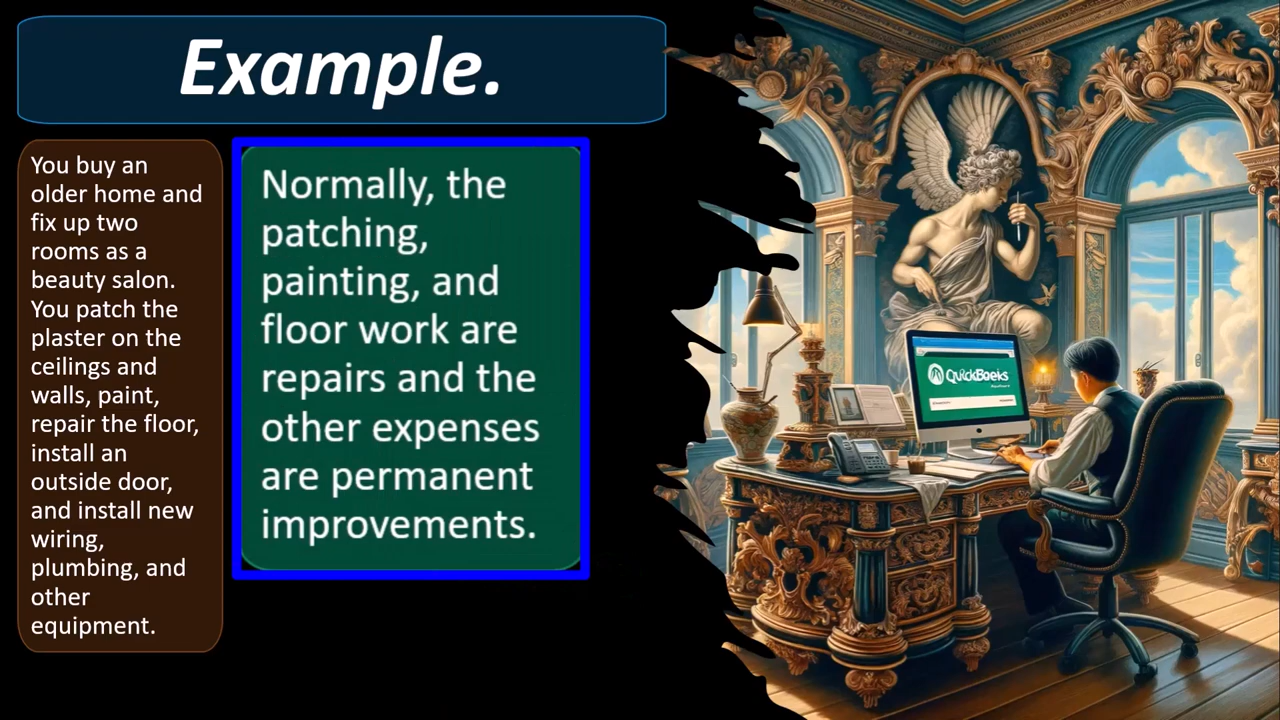 Example.
You buy an
older home and
fix up two
rooms as a
beauty salon.
You patch the
plaster on the
ceilings and
walls, paint,
repair the floor,
install an
outside door,
and install new
wiring,
plumbing, and
other
equipment.
Normally, the
patching,
painting, and
floor work are
repairs and the
other expenses
are permanent
improvements.
QuickBooks